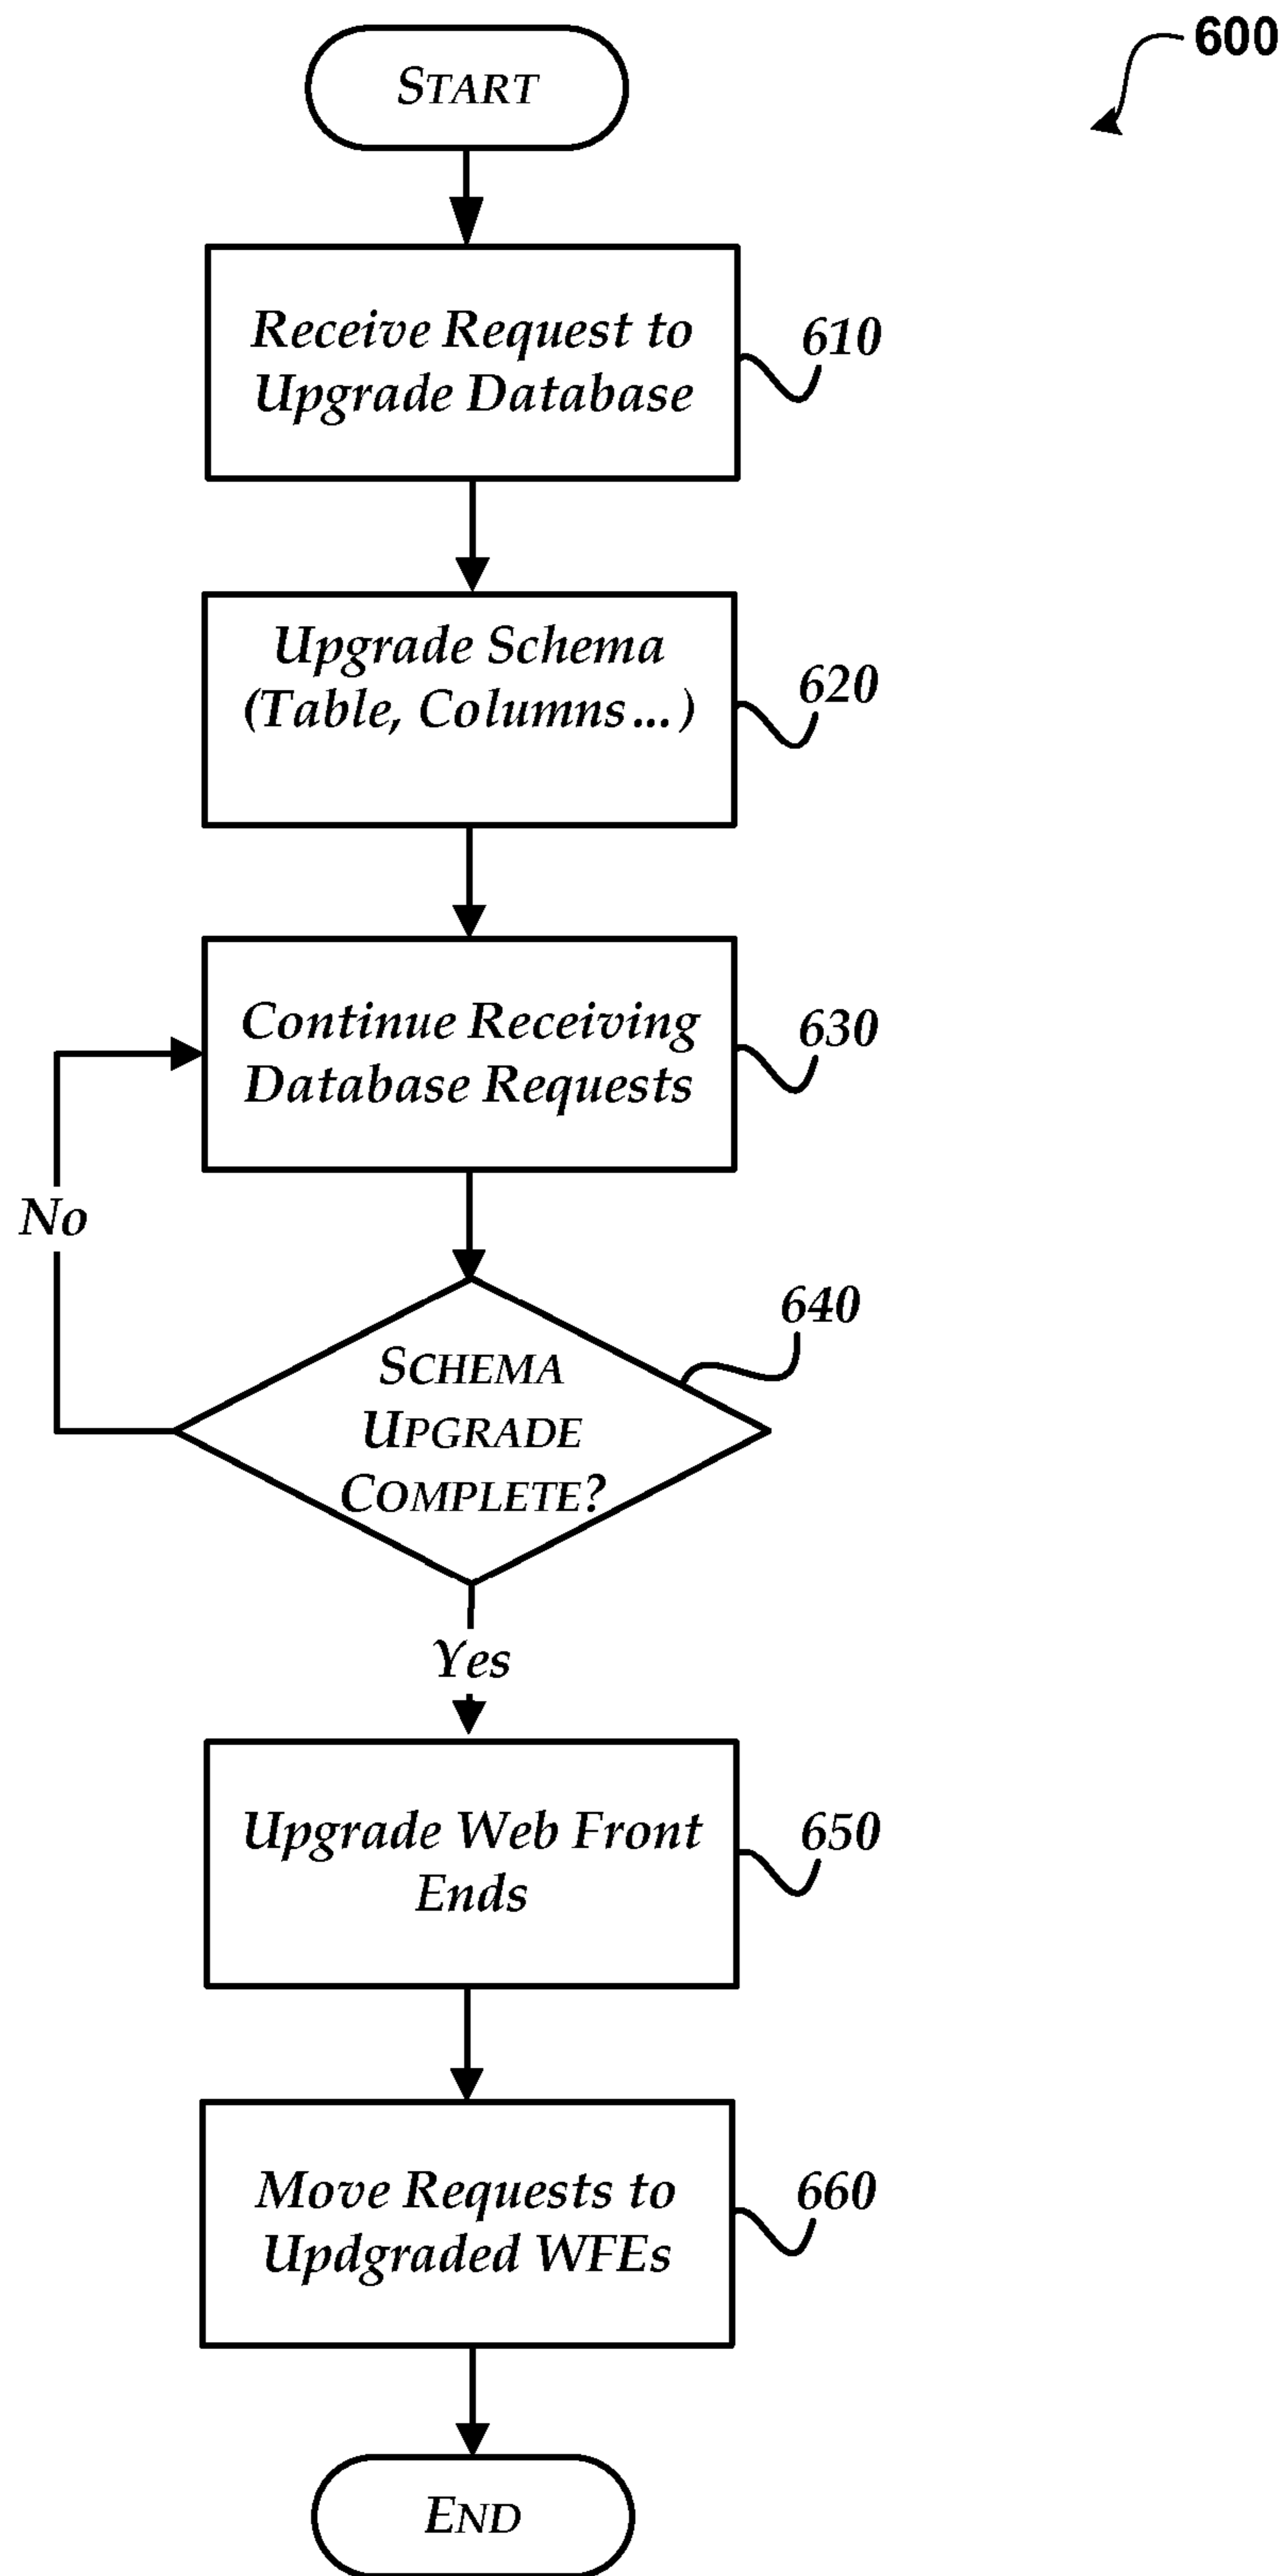 600
START
Receive Request to
Upgrade Database
610
Upgrade Schema
(Table, Columns...)
620
Continue Receiving
Database Requests
630
No
SCHEMA
UPGRADE
COMPLETE?
640
Yes
Upgrade Web Front
Ends
650
Move Requests to
Updgraded WFEs
660
END